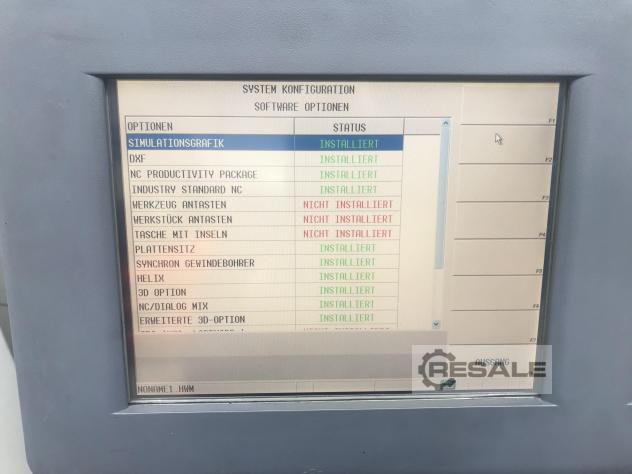 SYSTEM KONFIGURATION
SOFTWARE OPTIONEN
OPTIONEN STATUS
SIMULATIONSGRAFIK INSTALLIERT
DXF INSTALLIERT
NC PRODUCTIVITY PACKAGE INSTALLIERT
INDUSTRY STANDARD NC INSTALLIERT
WERKZEUG ANTASTEN NICHT INSTALLIERT
WERKSTÜCK ANTASTEN NICHT INSTALLIERT
TASCHE MIT INSELN NICHT INSTALLIERT
PLATTENSITZ INSTALLIERT
SYNCHRON GEWINDEBOHRER INSTALLIERT
HELIX INSTALLIERT
3D OPTION INSTALLIERT
NC/DIALOG MIX INSTALLIERT
ERWEITERTE 3D-OPTION INSTALLIERT
F1
F2
F3
F4
F5
F6
F7
AUSGANG
RESALE
NONAME1.HWM